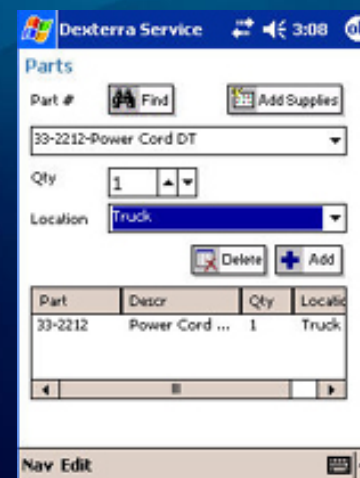 Dexterra Service 3:08
Parts
Part # Find Add Supplies
33-2212-Power Cord DT
Qty 1
Location Truck
Delete Add
Part Descr Qty Locatio
33-2212 Power Cord ... 1 Truck
Nav Edit